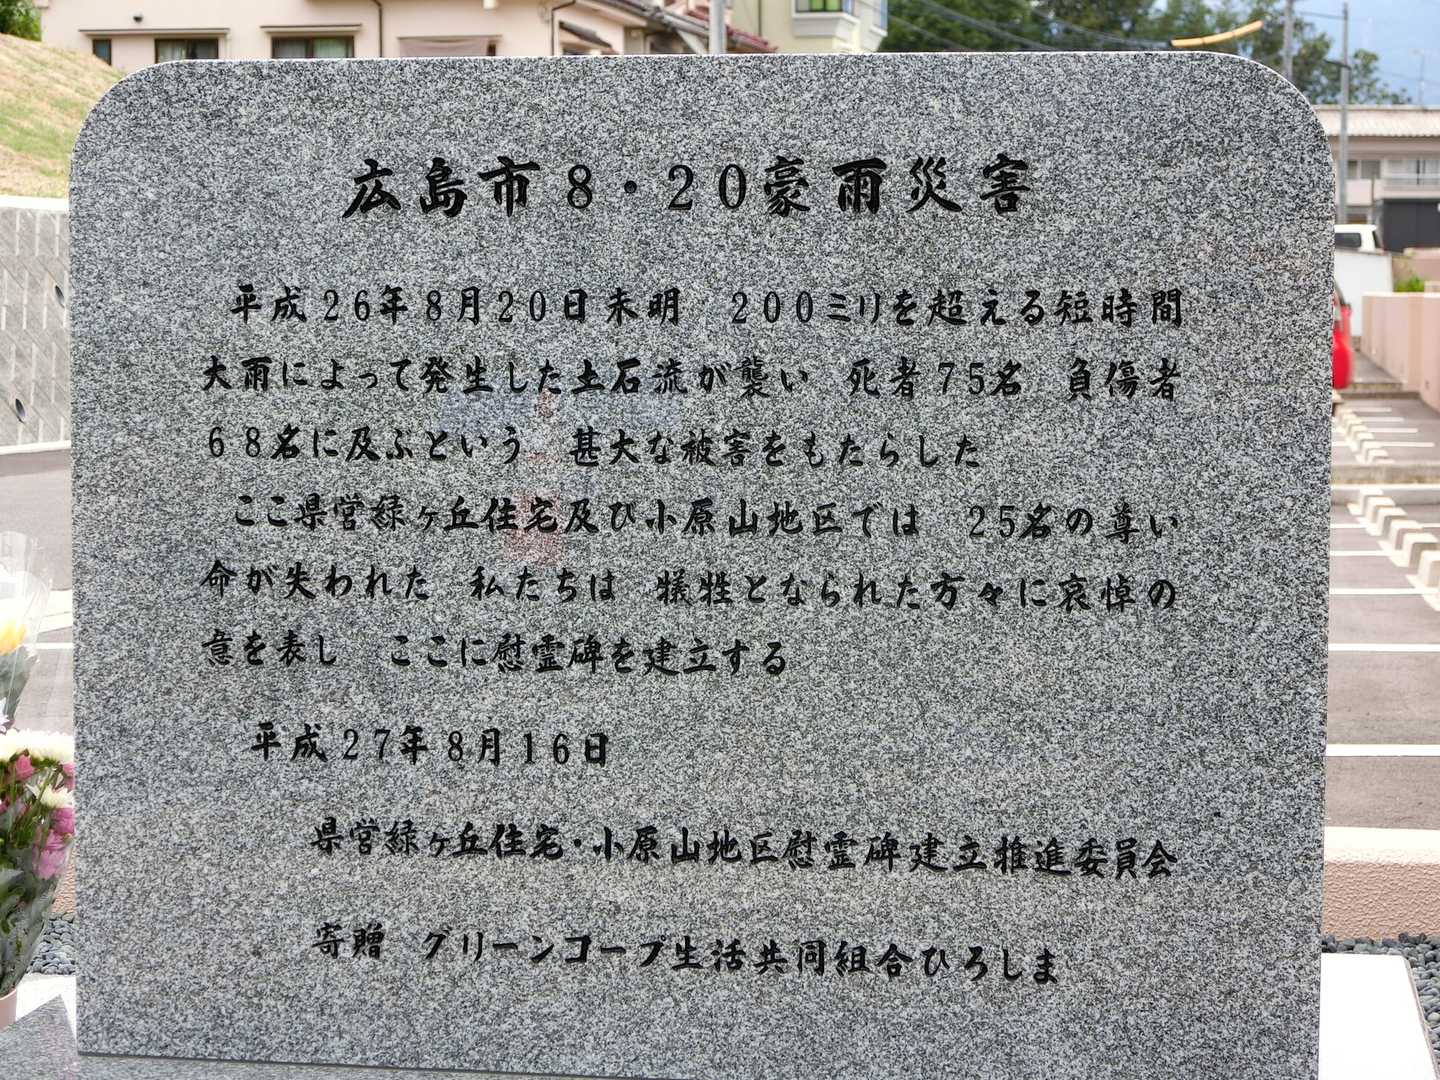 広島市8・20豪雨災害
平成26年8月20日未明　200ミリを超える短時間
大雨によって発生した土石流が襲い　死者75名　負傷者
68名に及ぶという　甚大な被害をもたらした
ここ県営緑ヶ丘住宅及び小原山地区では　25名の尊い
命が失われた　私たちは　犠牲となられた方々に哀悼の
意を表し　ここに慰霊碑を建立する
平成27年8月16日
県営緑ヶ丘住宅・小原山地区慰霊碑建立推進委員会
寄贈　グリーンコープ生活共同組合ひろしま